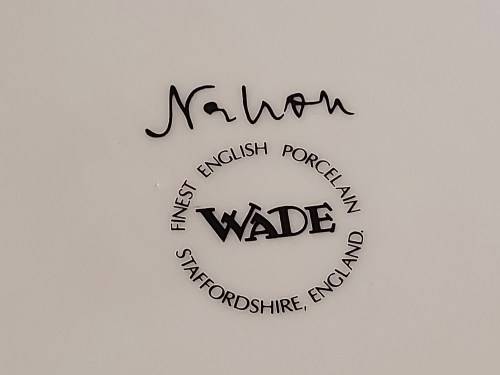 Nahon
FINEST ENGLISH PORCELAIN
WADE
STAFFORDSHIRE, ENGLAND.